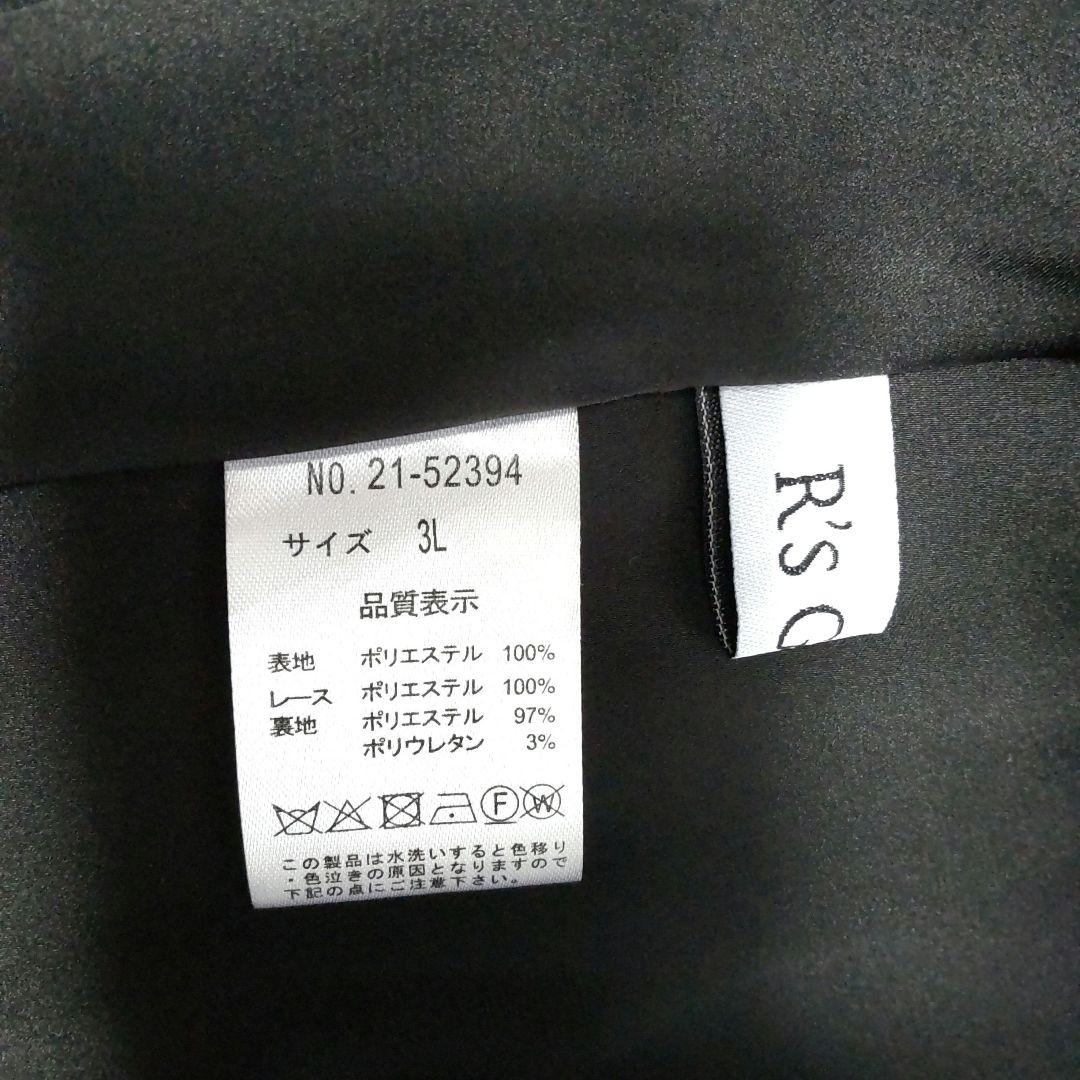 NO. 21-52394
サイズ 3L
品質表示
表地 ポリエステル 100%
レース ポリエステル 100%
裏地 ポリエステル 97%
ポリウレタン 3%
F W
この製品は水洗いすると色移り
・色泣きの原因となりますので
下記の点にご注意下さい。
R's G